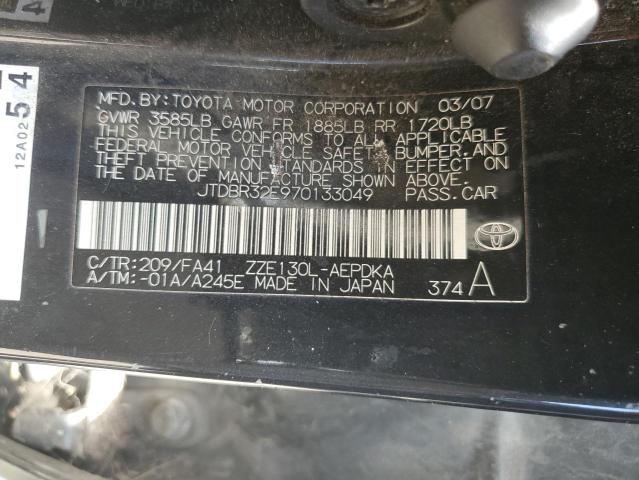 MFD.BY:TOYOTA MOTOR CORPORATION 03/07
GVWR 3585LB GAWR FR 1885LB RR 1720LB
THIS VEHICLE CONFORMS TO ALL APPLICABLE
FEDERAL MOTOR VEHICLE SAFETY, BUMPER, AND
THEFT PREVENTION STANDARDS IN EFFECT ON
THE DATE OF MANUFACTURE SHOWN ABOVE.
JTDBR32E970133049 PASS.CAR
C/TR:209/FA41 ZZE130L-AEPDKA
A/TM:-01A/A245E MADE IN JAPAN 374 A
12A02
54
4